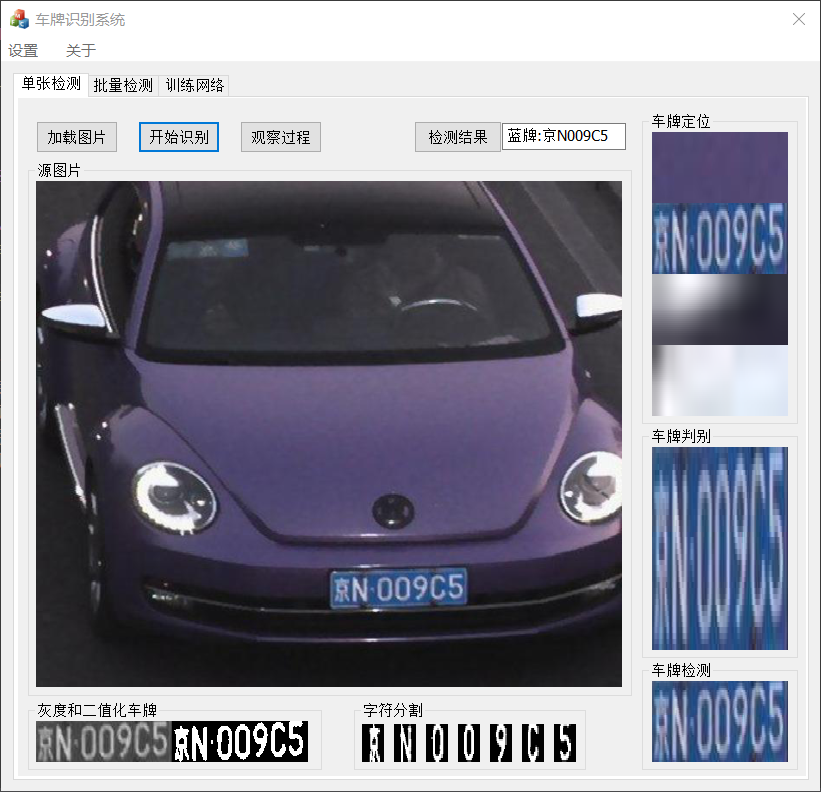 车牌识别系统
设置 关于
单张检测 批量检测 训练网络
加载图片 开始识别 观察过程 检测结果 蓝牌:京N009C5
源图片
京N·009C5
车牌定位
京N·009C5
车牌判别
京N·009C5
车牌检测
京N·009C5
灰度和二值化车牌
京N·009C5 京N·009C5
字符分割
京 N 0 0 9 C 5